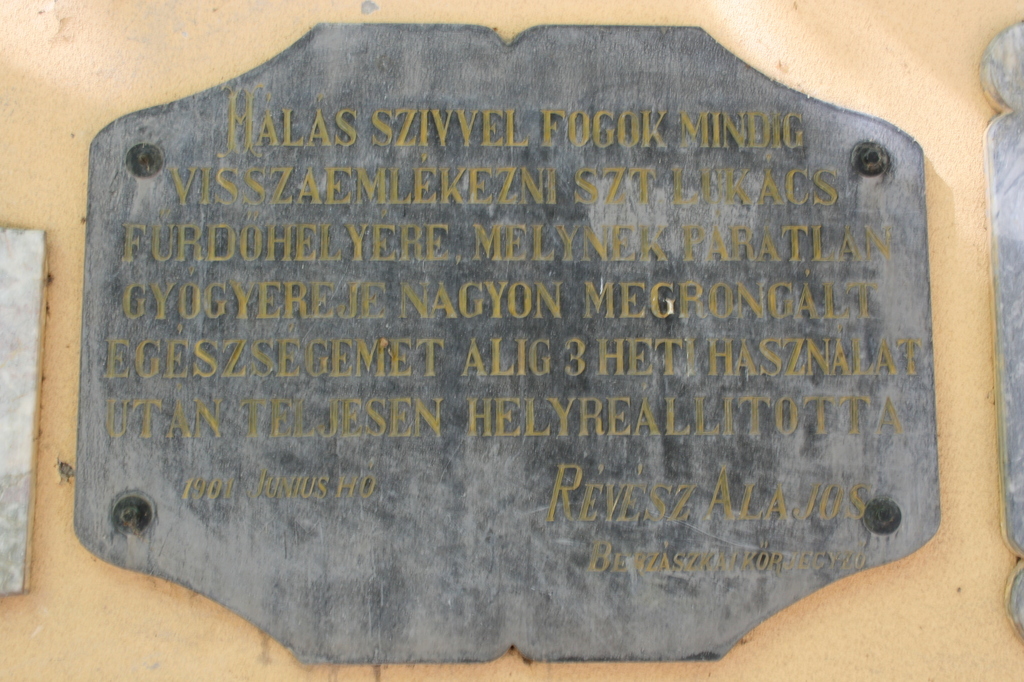 HÁLÁS SZIVVEL FOGOK MINDIG
VISSZAEMLÉKEZNI SZT LUKÁCS
FÜRDŐHELYÉRE, MELYNEK PÁRATLAN
GYÓGYEREJE NAGYON MEGRONGÁLT
EGÉSZSÉGEMET ALIG 3 HETI HASZNÁLAT
UTÁN TELJESEN HELYREÁLLITOTTA
1901 JUNIUS HÓ
RÉVÉSZ ALAJOS
KÖRJEGYZŐ